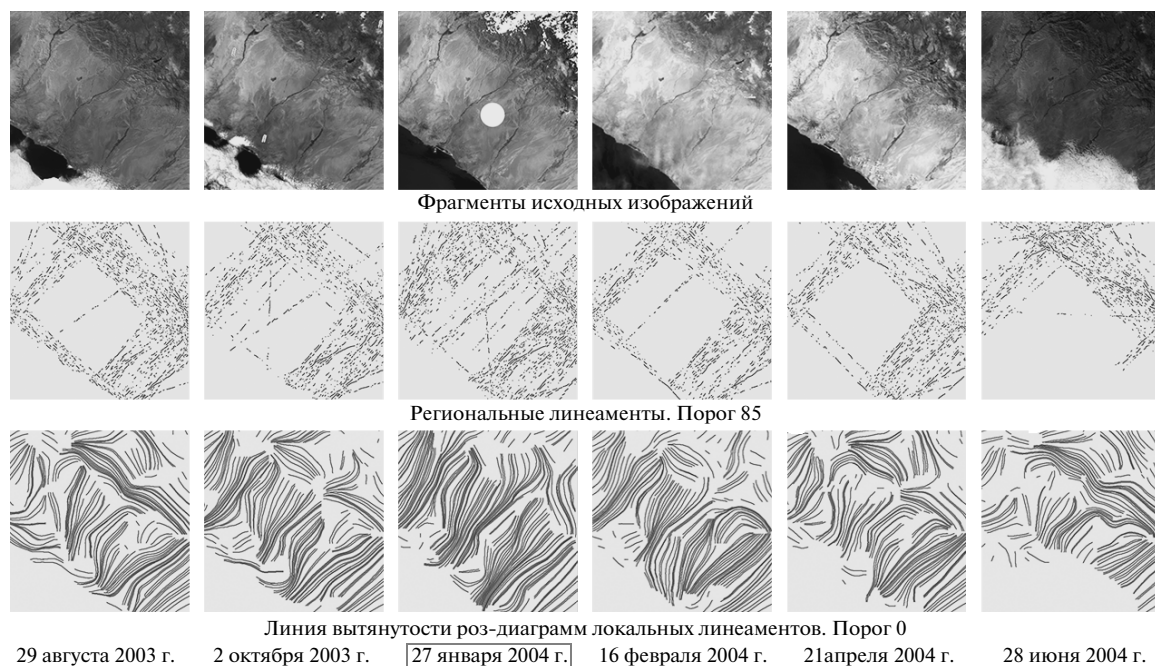 Фрагменты исходных изображений
Региональные линеаменты. Порог 85
Линия вытянутости роз-диаграмм локальных линеаментов. Порог 0
29 августа 2003 г. 2 октября 2003 г. 27 января 2004 г. 16 февраля 2004 г. 21апреля 2004 г. 28 июня 2004 г.